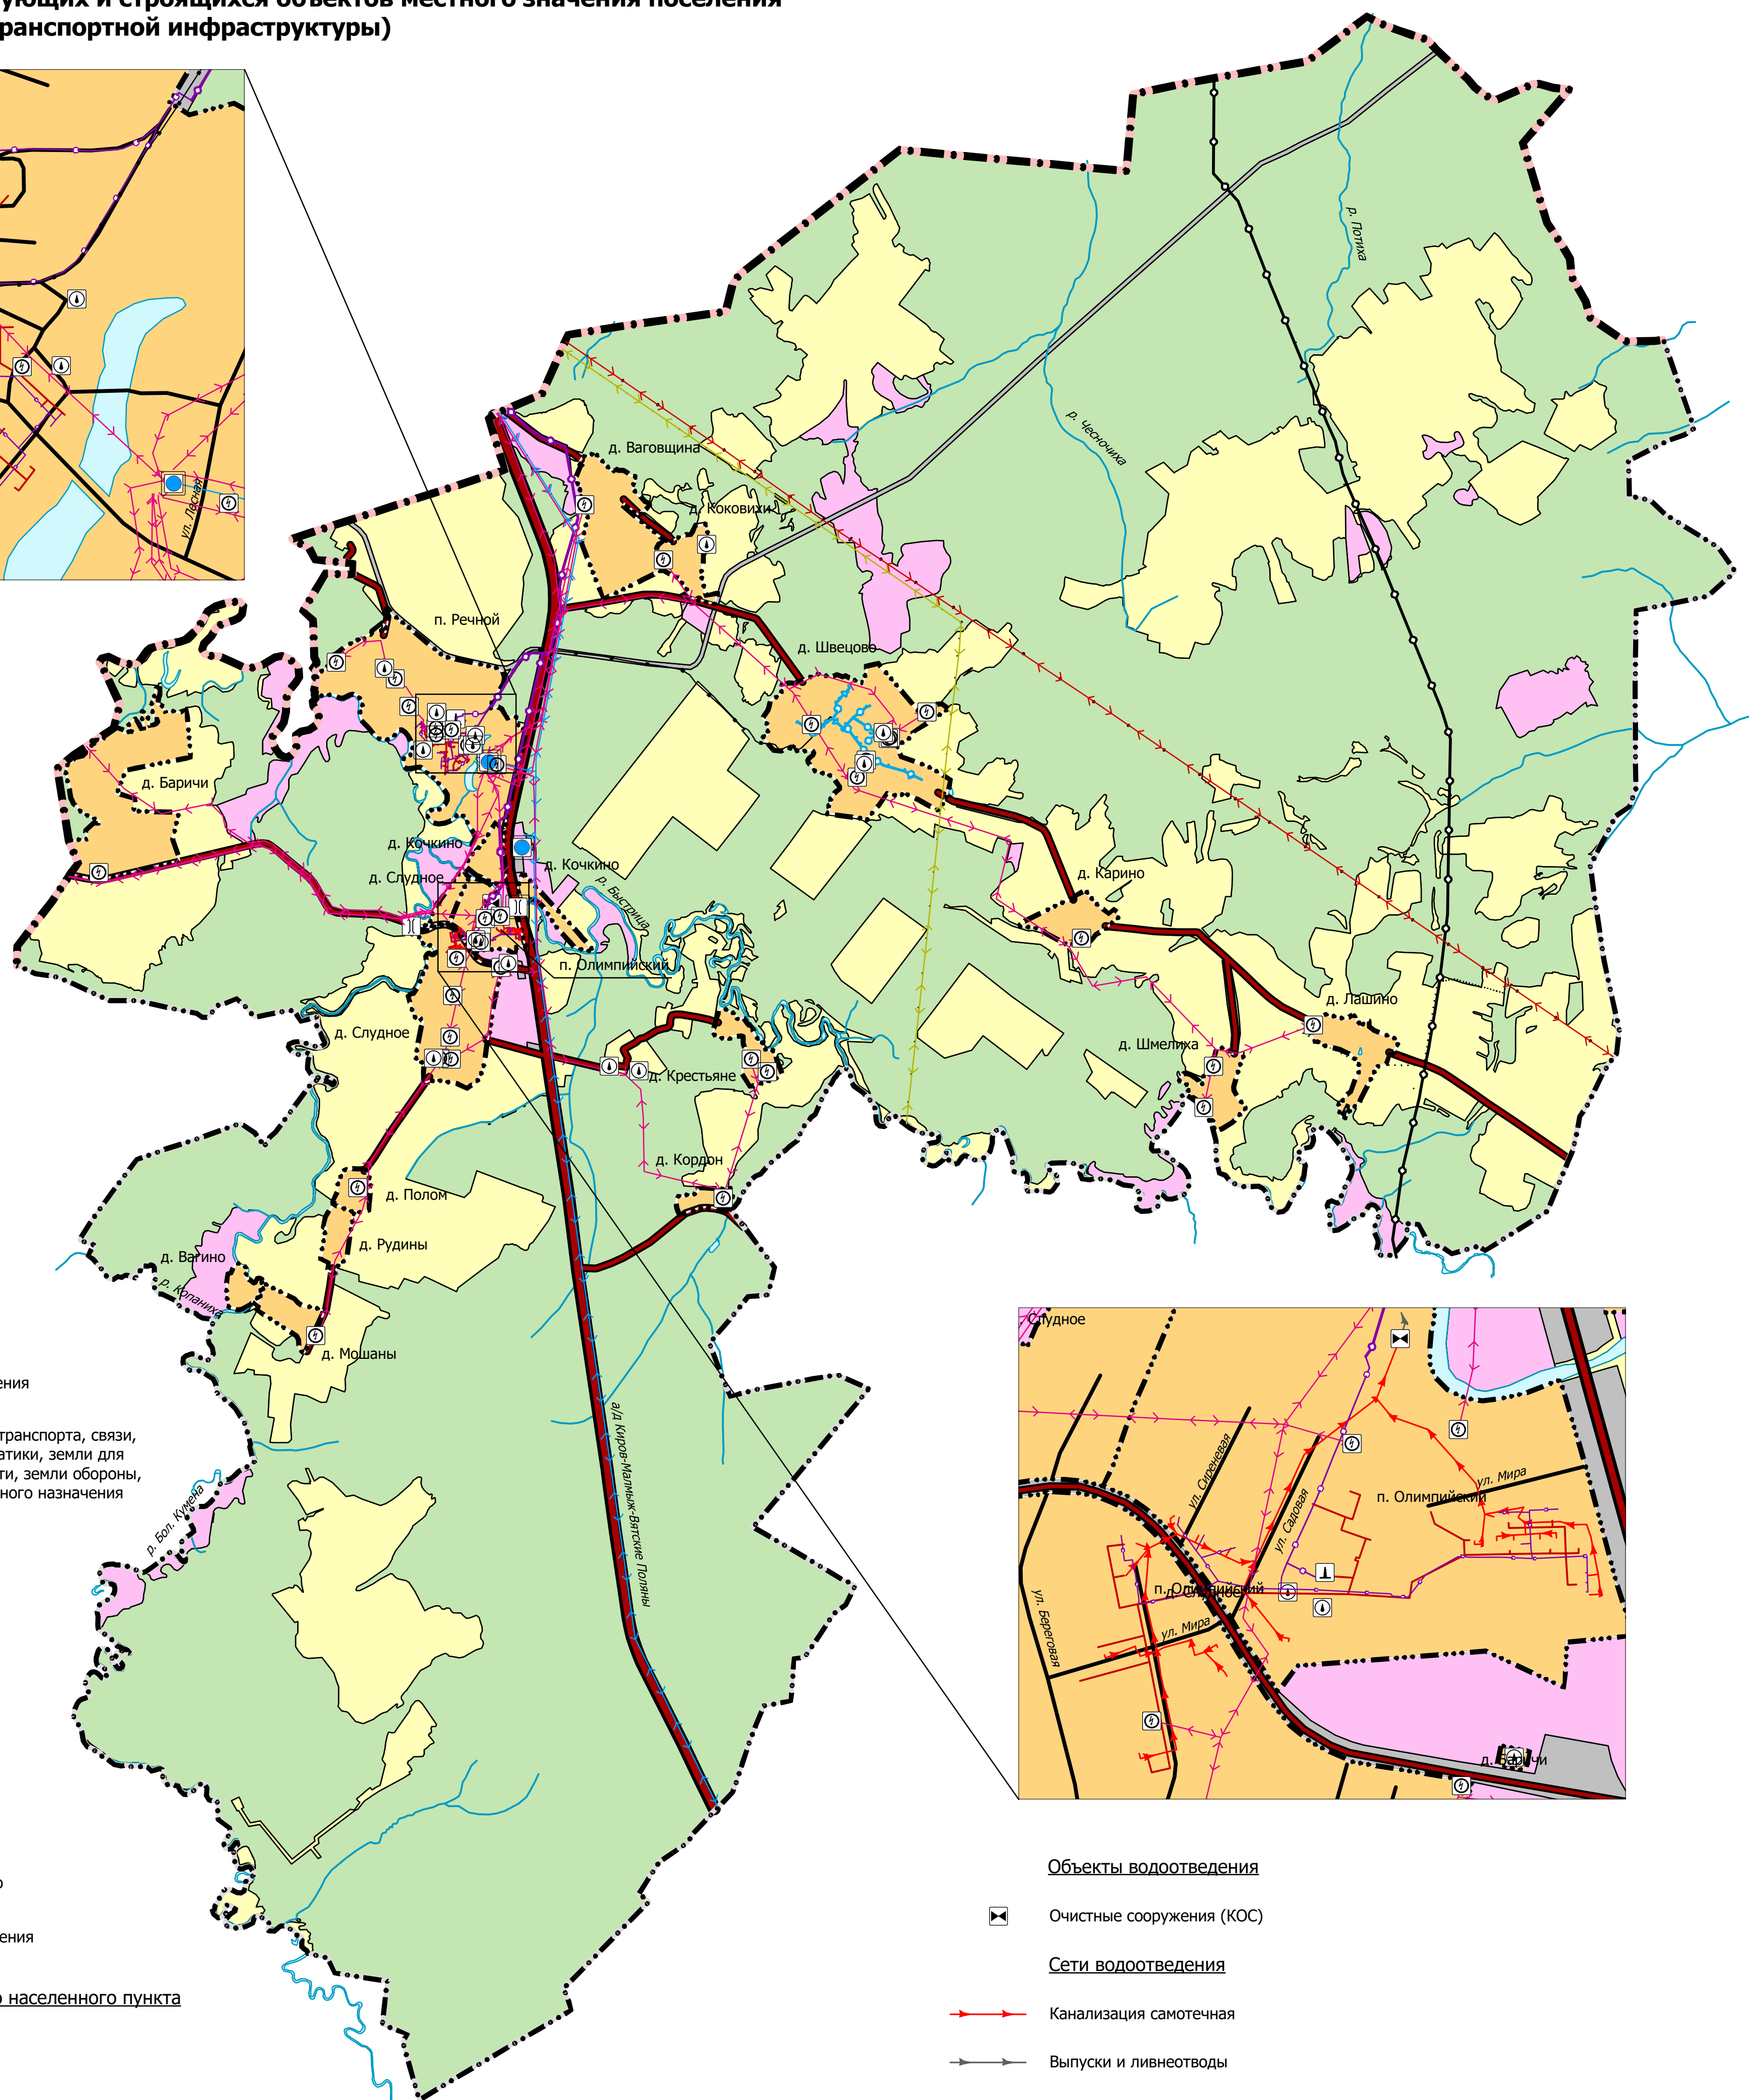 ующих и строящихся объектов местного значения поселения
ранспортной инфраструктуры)
ул. Лесная
р. Потиха
р. Чесночиха
д. Ваговщина
д. Коковихи
п. Речной
д. Швецово
д. Баричи
д. Кочкино
д. Кочкино
д. Слудное
р. Быстрица
д. Карино
п. Олимпийский
д. Лашино
д. Слудное
д. Шмелиха
д. Крестьяне
д. Кордон
д. Полом
д. Рудины
д. Вагино
р. Копаниха
д. Мошаны
а/д Киров-Малмыж-Вятские Поляны
р. Бол. Кумена
ения
транспорта, связи,
атики, земли для
ти, земли обороны,
ного назначения
Слудное
ул. Сиреневая
ул. Садовая
ул. Мира
п. Олимпийский
п. Олимпийский
д. Слудное
ул. Мира
ул. Береговая
д. Баричи
о
ения
о населенного пункта
Объекты водоотведения
Очистные сооружения (КОС)
Сети водоотведения
Канализация самотечная
Выпуски и ливнеотводы